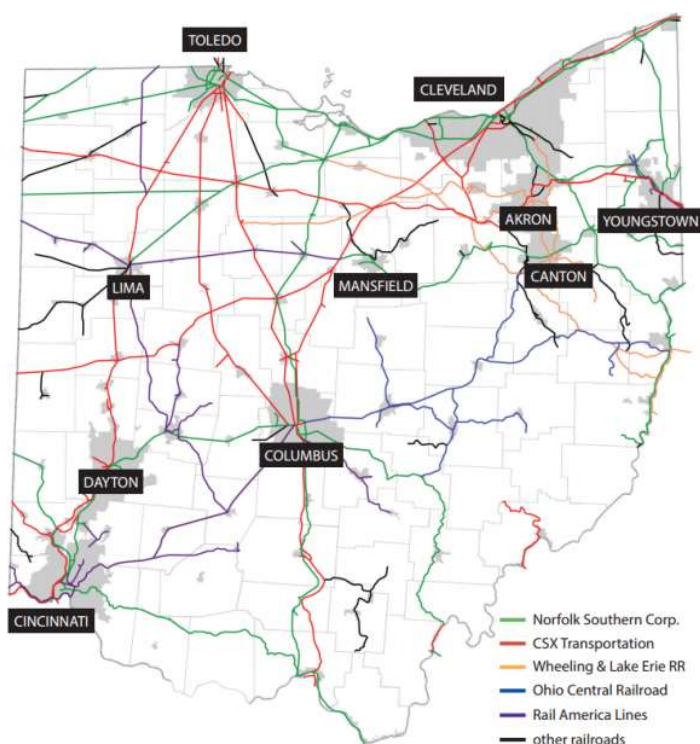 TOLEDO
CLEVELAND
AKRON
YOUNGSTOWN
LIMA
MANSFIELD
CANTON
COLUMBUS
DAYTON
CINCINNATI
Norfolk Southern Corp.
CSX Transportation
Wheeling & Lake Erie RR
Ohio Central Railroad
Rail America Lines
other railroads